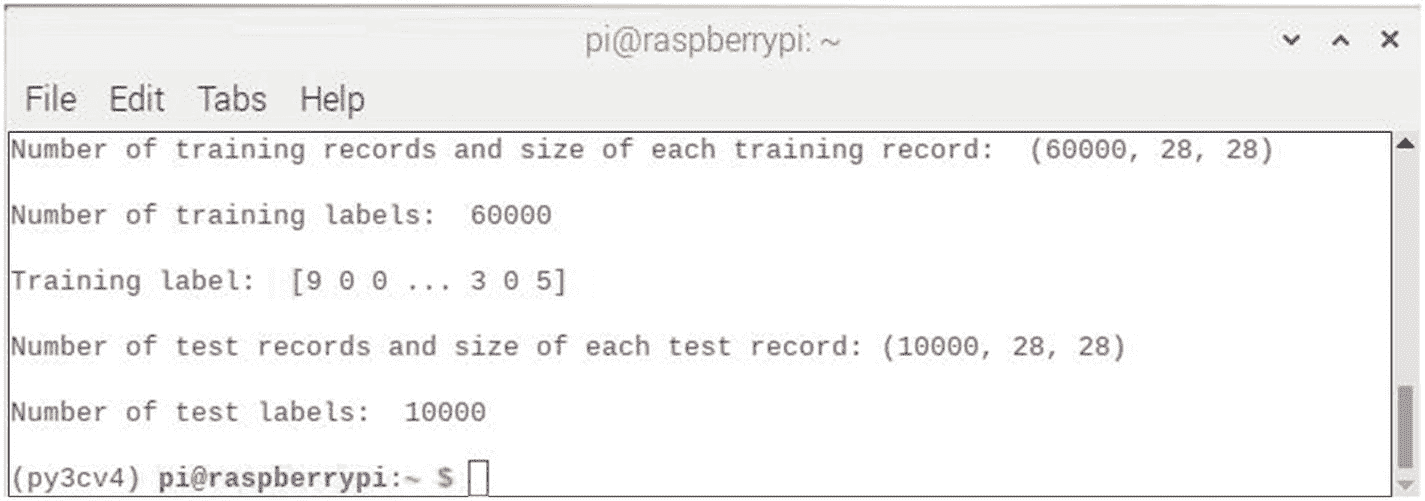 pi@raspberrypi: ~
File Edit Tabs Help
Number of training records and size of each training record:  (60000, 28, 28)
Number of training labels:  60000
Training label:  [9 0 0 ... 3 0 5]
Number of test records and size of each test record: (10000, 28, 28)
Number of test labels:  10000
(py3cv4) pi@raspberrypi:~ $